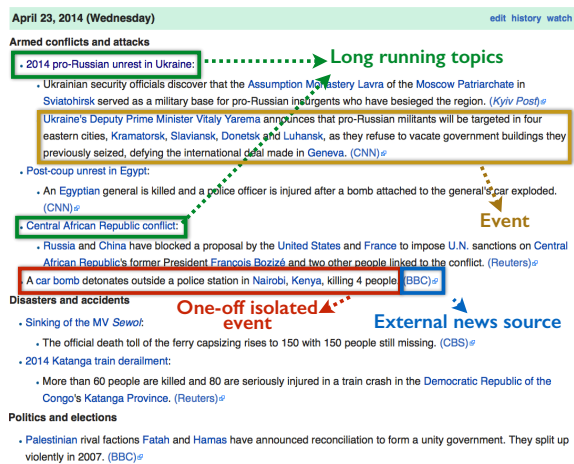 April 23, 2014 (Wednesday)
edit history watch
Armed conflicts and attacks
2014 pro-Russian unrest in Ukraine:
Long running topics
Ukrainian security officials discover that the Assumption Monastery Lavra of the Moscow Patriarchate in
Sviatohirsk served as a military base for pro-Russian insurgents who have besieged the region. (Kyiv Post)
Ukraine's Deputy Prime Minister Vitaly Yarema announces that pro-Russian militants will be targeted in four
eastern cities, Kramatorsk, Slaviansk, Donetsk and Luhansk, as they refuse to vacate government buildings they
previously seized, defying the international deal made in Geneva. (CNN)
Post-coup unrest in Egypt:
An Egyptian general is killed and a police officer is injured after a bomb attached to the general's car exploded.
(CNN)
Event
Central African Republic conflict:
Russia and China have blocked a proposal by the United States and France to impose U.N. sanctions on Central
African Republic's former President François Bozizé and two other people linked to the conflict. (Reuters)
A car bomb detonates outside a police station in Nairobi, Kenya, killing 4 people. (BBC)
Disasters and accidents
One-off isolated
event
External news source
Sinking of the MV Sewol:
The official death toll of the ferry capsizing rises to 150 with 150 people still missing. (CBS)
2014 Katanga train derailment:
More than 60 people are killed and 80 are seriously injured in a train crash in the Democratic Republic of the
Congo's Katanga Province. (Reuters)
Politics and elections
Palestinian rival factions Fatah and Hamas have announced reconciliation to form a unity government. They split up
violently in 2007. (BBC)